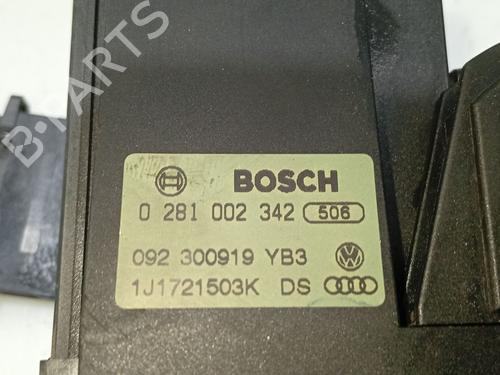 BOSCH
0 281 002 342 506
092 300919 YB3
1J1721503K DS
B PARTS